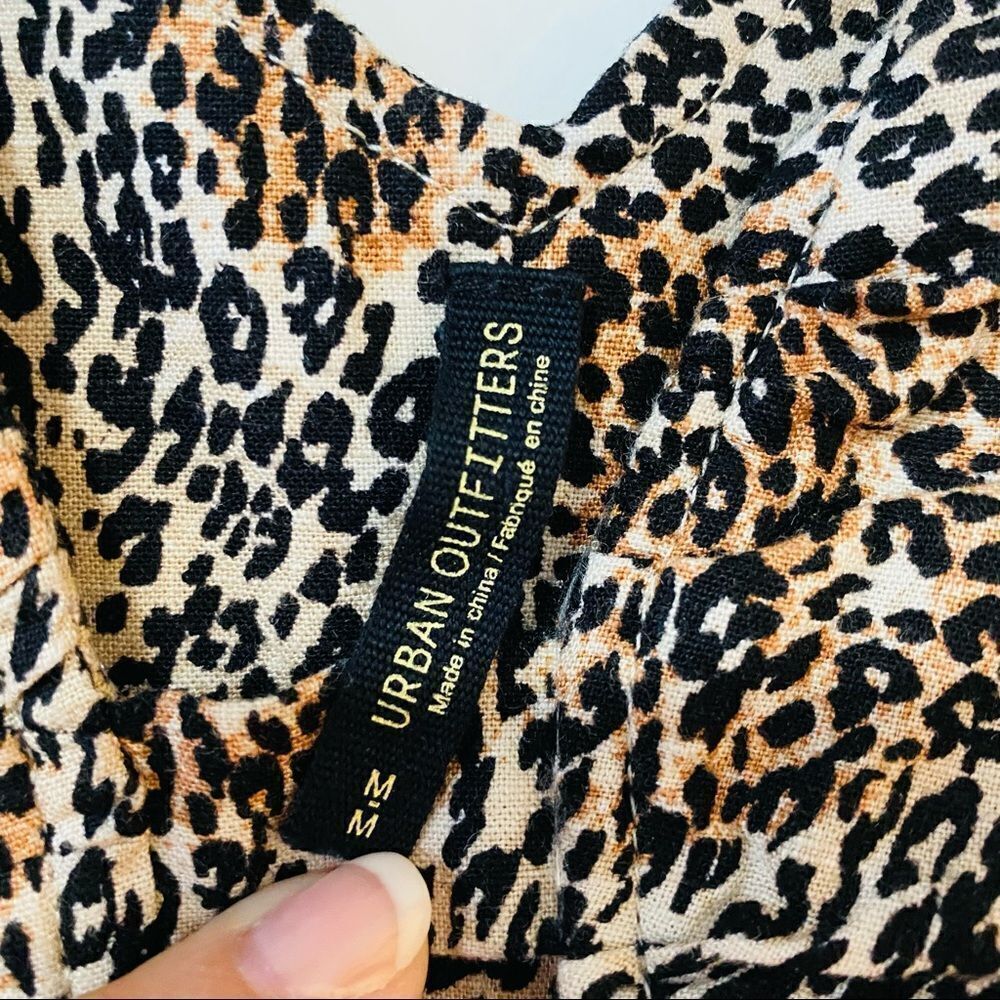 URBAN OUTFITTERS
Made in china / Fabriqué en chine
M-M